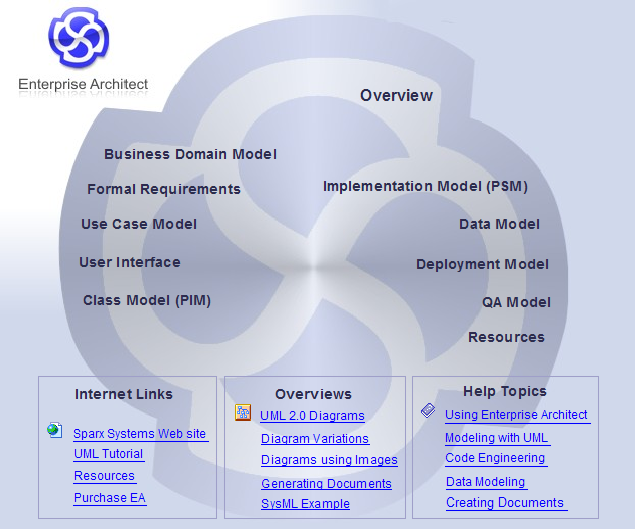 Enterprise Architect
Overview
Business Domain Model
Formal Requirements
Use Case Model
User Interface
Class Model (PIM)
Implementation Model (PSM)
Data Model
Deployment Model
QA Model
Resources
Internet Links
Sparx Systems Web site
UML Tutorial
Resources
Purchase EA
Overviews
UML 2.0 Diagrams
Diagram Variations
Diagrams using Images
Generating Documents
SysML Example
Help Topics
Using Enterprise Architect
Modeling with UML
Code Engineering
Data Modeling
Creating Documents